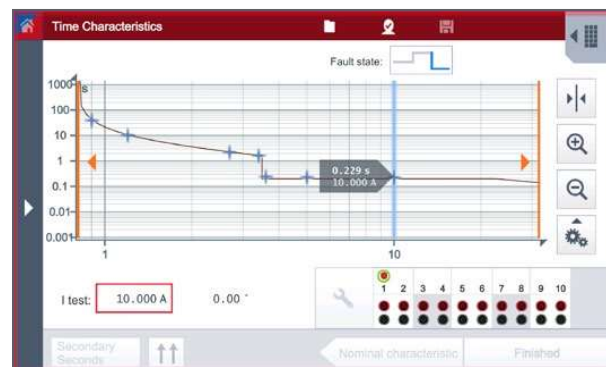 Time Characteristics
Fault state:
1000
s
100
10
1
0.1
0.01
0.001
0.229 s
10.000 A
1
10
I test:
10.000 A
0.00 °
1 2 3 4 5 6 7 8 9 10
Secondary
Seconds
Nominal characteristic
Finished